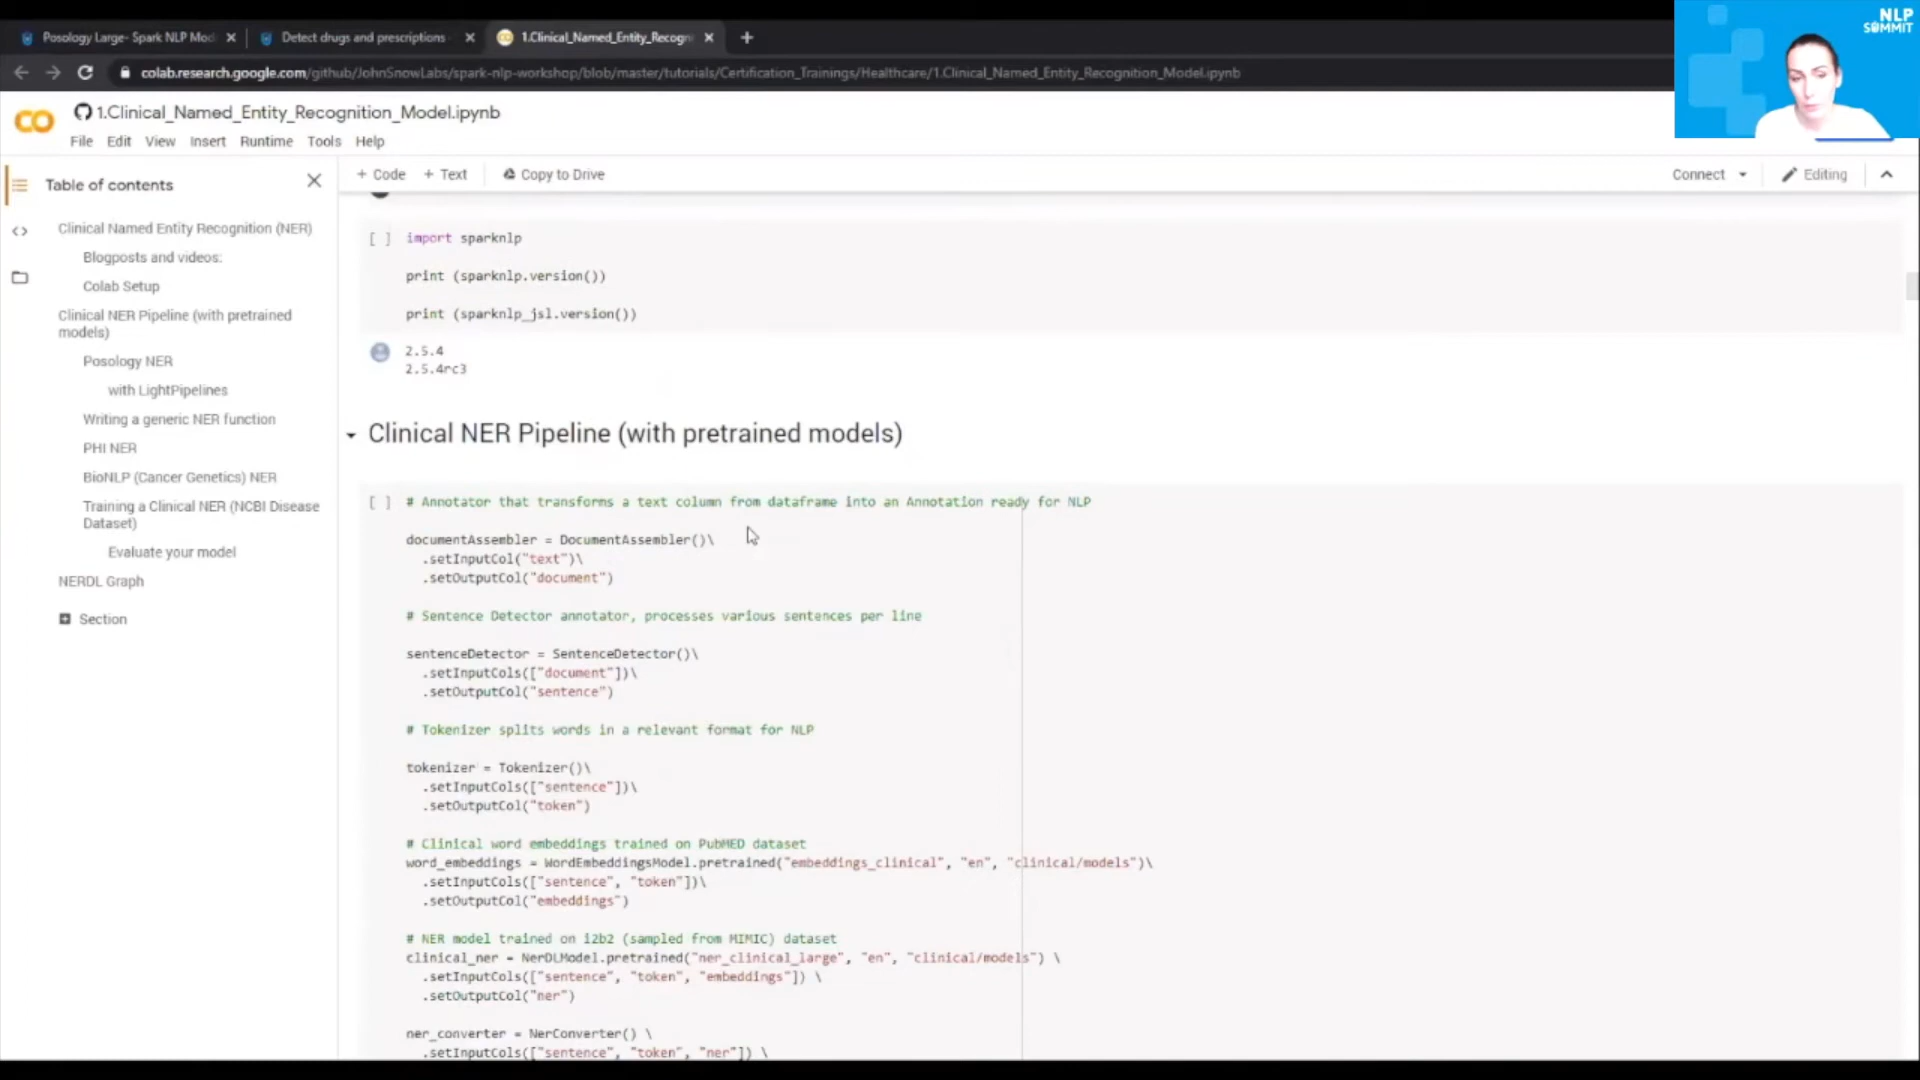 Posology Large- Spark NLP Mod
Detect drugs and prescriptions
1.Clinical_Named_Entity_Recogn
NLP
SUMMIT
colab.research.google.com/github/JohnSnowLabs/spark-nlp-workshop/blob/master/tutorials/Certification_Trainings/Healthcare/1.Clinical_Named_Entity_Recognition_Model.ipynb
CO
1.Clinical_Named_Entity_Recognition_Model.ipynb
File Edit View Insert Runtime Tools Help
Table of contents
+ Code + Text Copy to Drive
Connect
Editing
Clinical Named Entity Recognition (NER)
Blogposts and videos:
Colab Setup
Clinical NER Pipeline (with pretrained
models)
Posology NER
with LightPipelines
Writing a generic NER function
PHI NER
BioNLP (Cancer Genetics) NER
Training a Clinical NER (NCBI Disease
Dataset)
Evaluate your model
NERDL Graph
Section
[ ] import sparknlp
print (sparknlp.version())
print (sparknlp_jsl.version())
2.5.4
2.5.4rc3
Clinical NER Pipeline (with pretrained models)
[ ] # Annotator that transforms a text column from dataframe into an Annotation ready for NLP
documentAssembler = DocumentAssembler()\
.setInputCol("text")\
.setOutputCol("document")
# Sentence Detector annotator, processes various sentences per line
sentenceDetector = SentenceDetector()\
.setInputCols(["document"])\
.setOutputCol("sentence")
# Tokenizer splits words in a relevant format for NLP
tokenizer = Tokenizer()\
.setInputCols(["sentence"])\
.setOutputCol("token")
# Clinical word embeddings trained on PubMED dataset
word_embeddings = WordEmbeddingsModel.pretrained("embeddings_clinical", "en", "clinical/models")\
.setInputCols(["sentence", "token"])\
.setOutputCol("embeddings")
# NER model trained on i2b2 (sampled from MIMIC) dataset
clinical_ner = NerDLModel.pretrained("ner_clinical_large", "en", "clinical/models") \
.setInputCols(["sentence", "token", "embeddings"]) \
.setOutputCol("ner")
ner_converter = NerConverter() \
.setInputCols(["sentence", "token", "ner"]) \